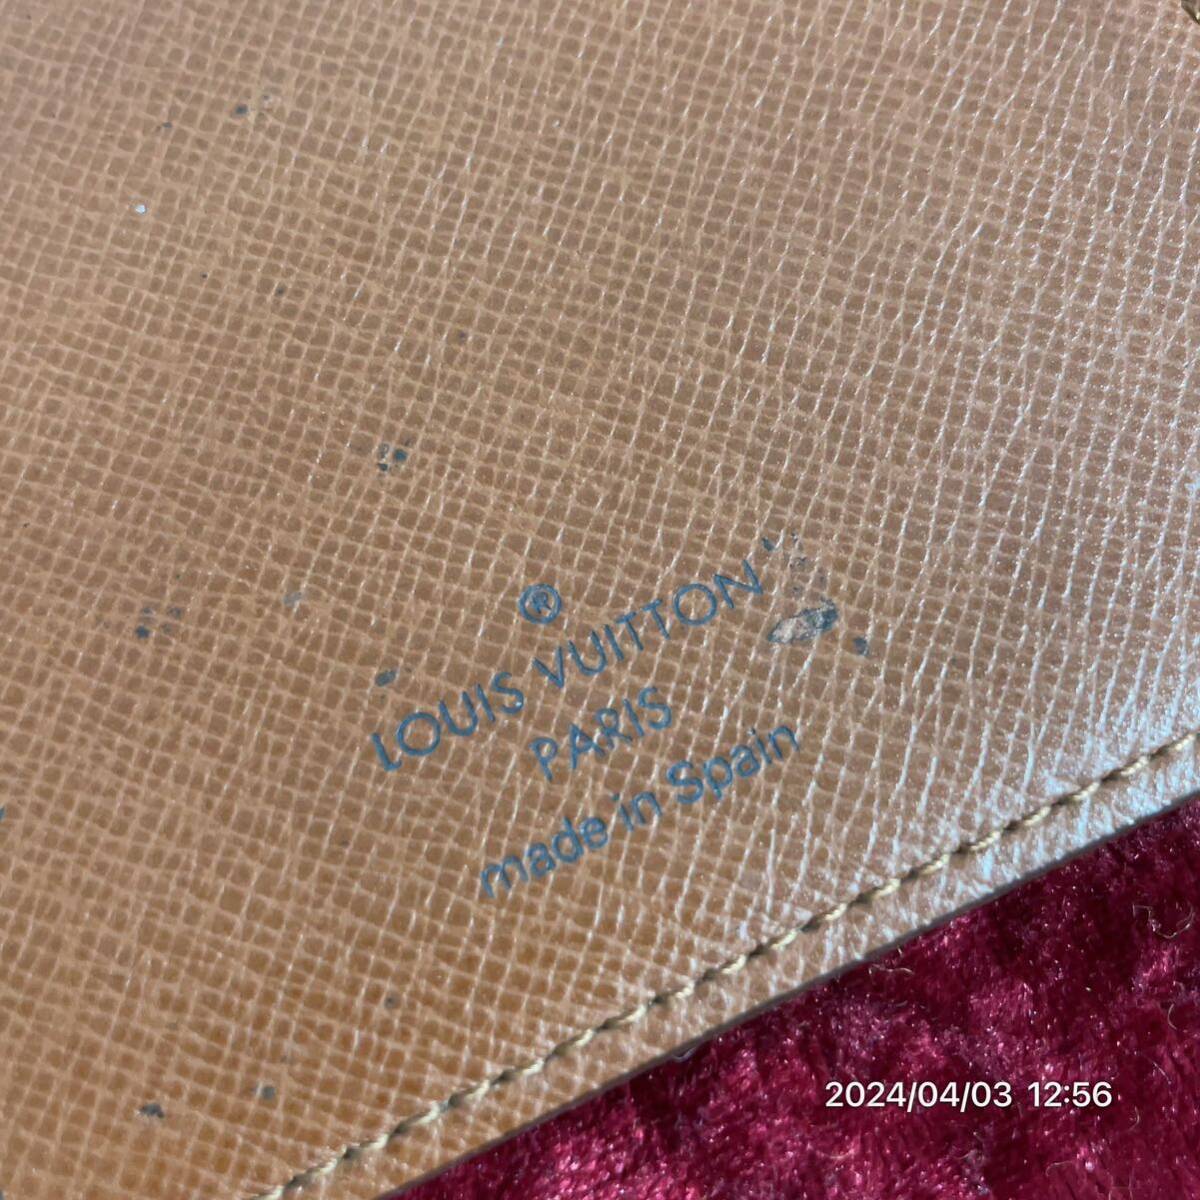 ®
LOUIS VUITTON
PARIS
made in Spain
2024/04/03 12:56